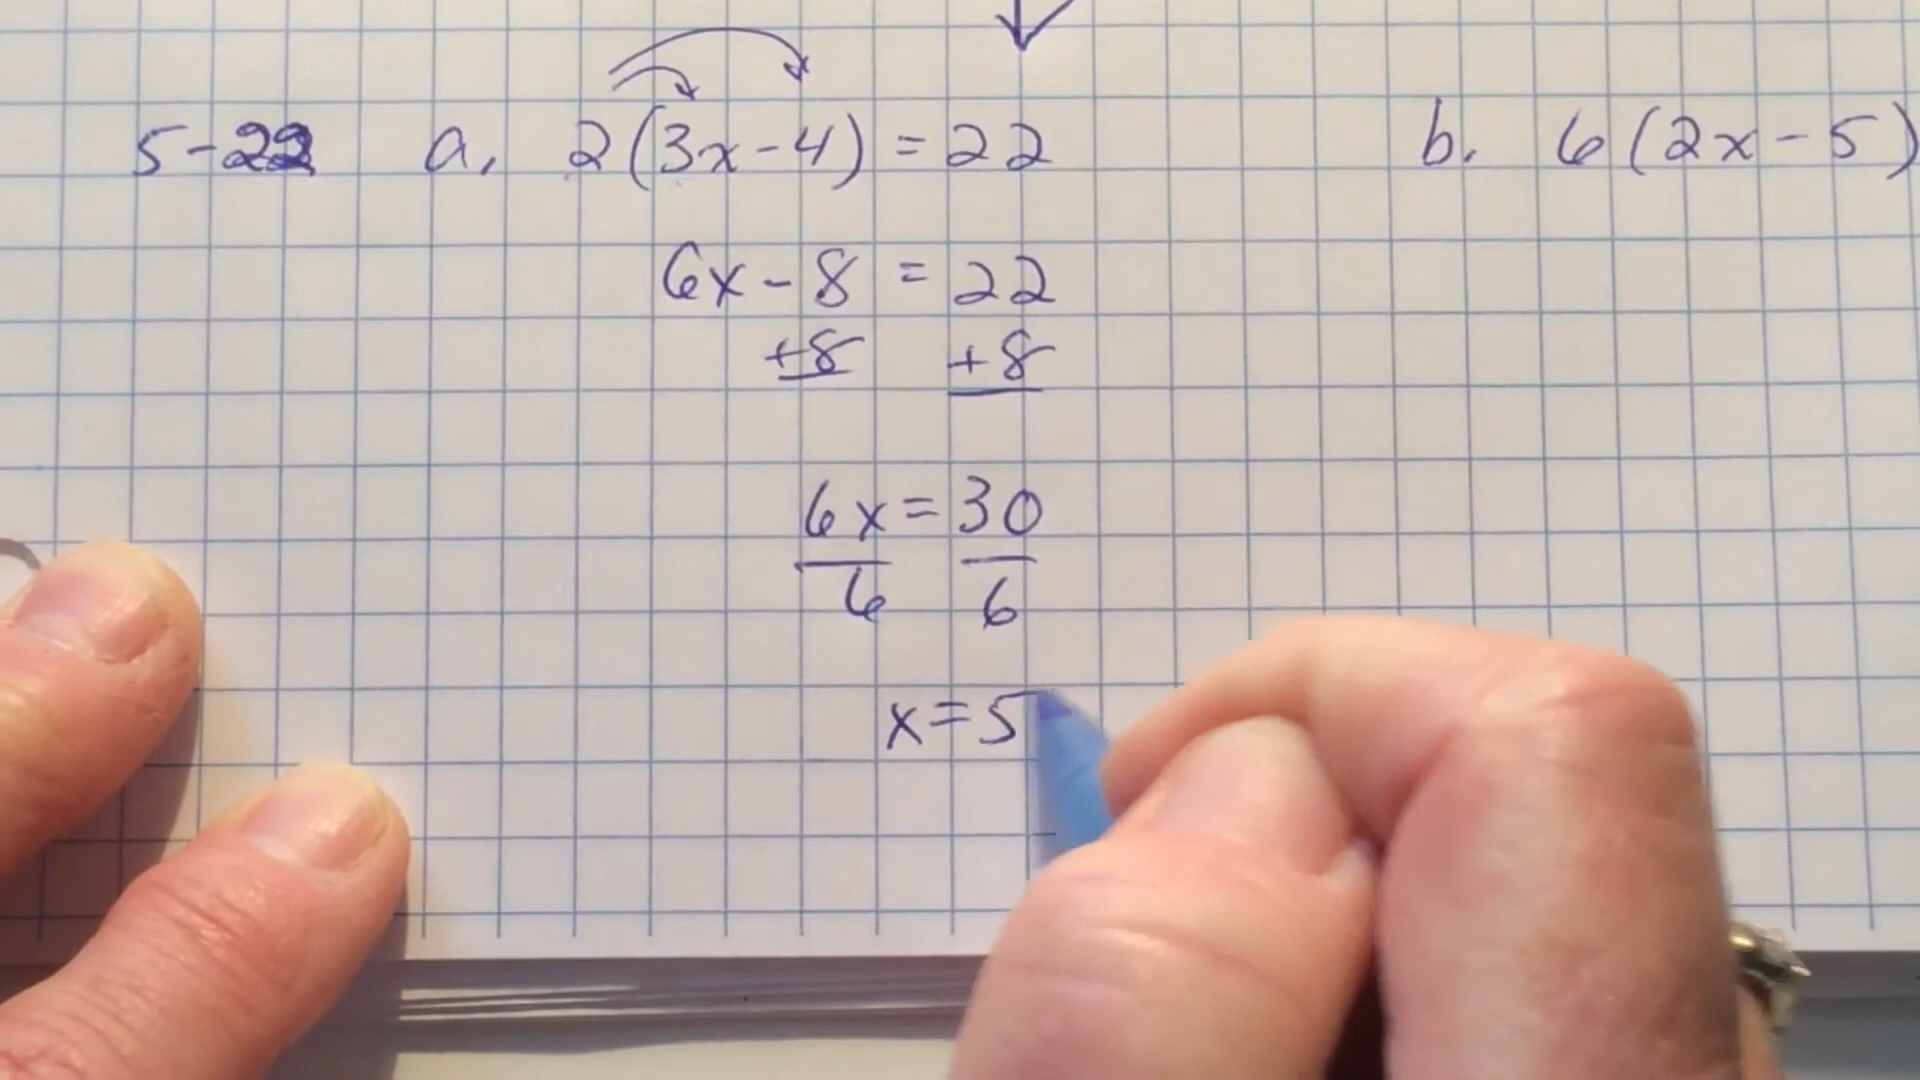 5-22 a. 2(3x-4) = 22 b. 6(2x-5)
6x - 8 = 22
+8 +8
6x = 30
6 6
x = 5